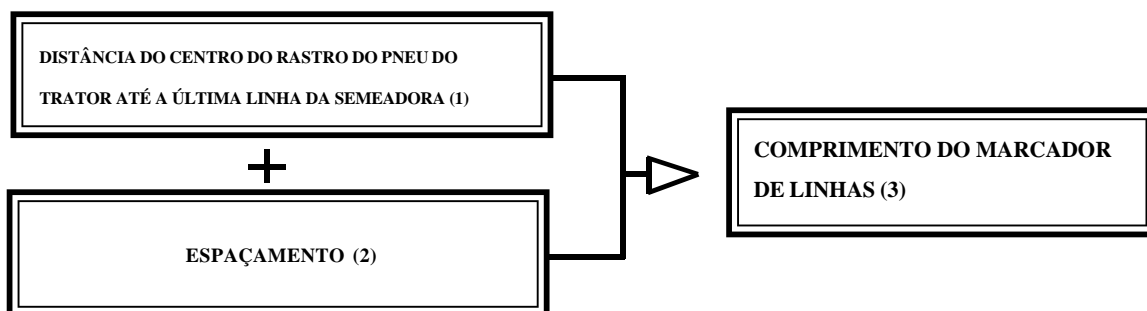 DISTÂNCIA DO CENTRO DO RASTRO DO PNEU DO
TRATOR ATÉ A ÚLTIMA LINHA DA SEMEADORA (1)
+
ESPAÇAMENTO (2)
COMPRIMENTO DO MARCADOR
DE LINHAS (3)